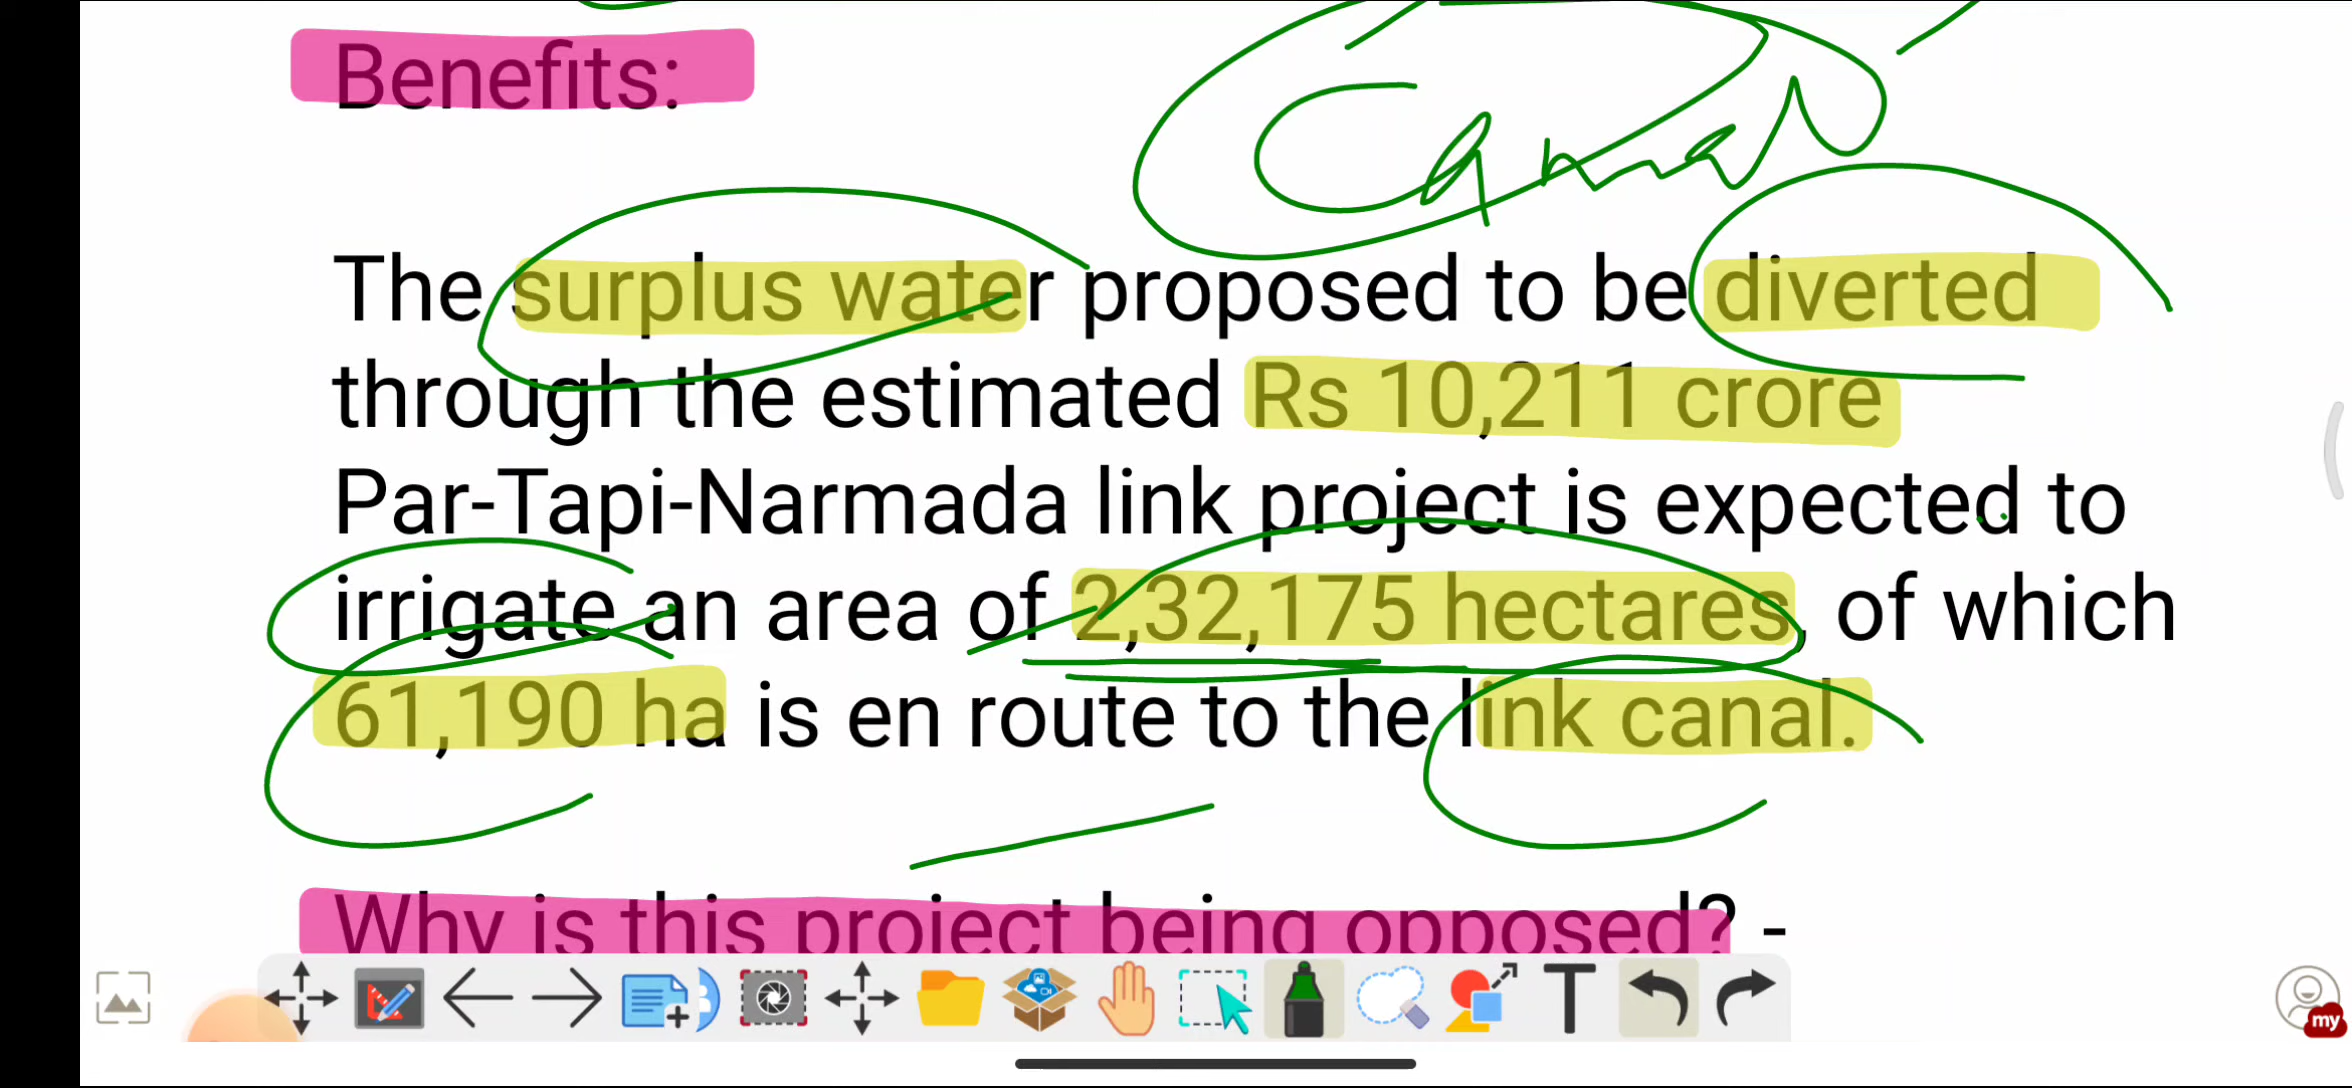 Benefits:
Canal
The surplus water proposed to be diverted
through the estimated Rs 10,211 crore
Par-Tapi-Narmada link project is expected to
irrigate an area of 2,32,175 hectares, of which
61,190 ha is en route to the link canal.
Why is this project being opposed? -
T
my